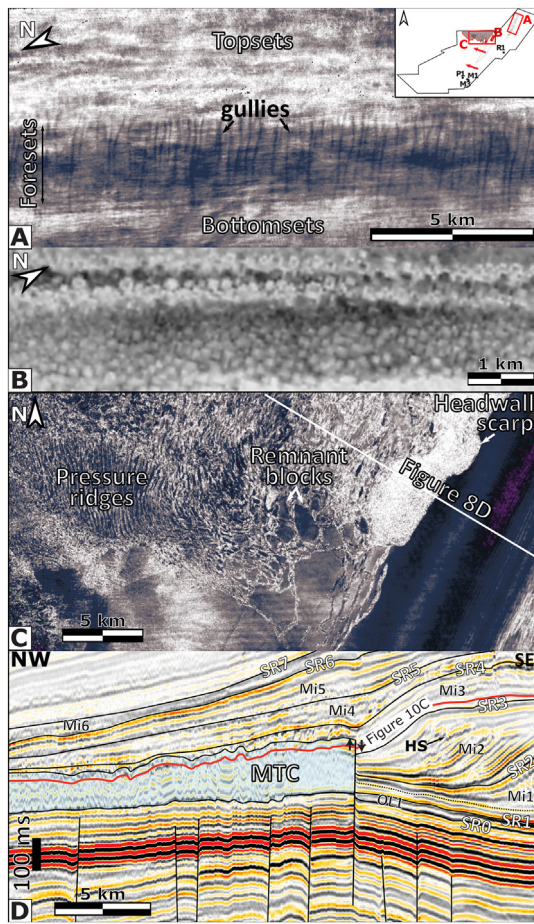 N
Topsets
gullies
Foresets
Bottomsets
5 km
A
A
B
C
R1
P1
M1
M3
N
1 km
B
N
Headwall
scarp
Pressure
ridges
Remnant
blocks
Figure 8D
5 km
C
NW
SE
SR7
SR6
SR5
SR4
Mi5
Mi3
SR3
Mi4
Mi6
Figure 10C
HS
Mi2
MTC
SR2
Mi1
OL1
SR0
SR1
100 ms
5 km
D